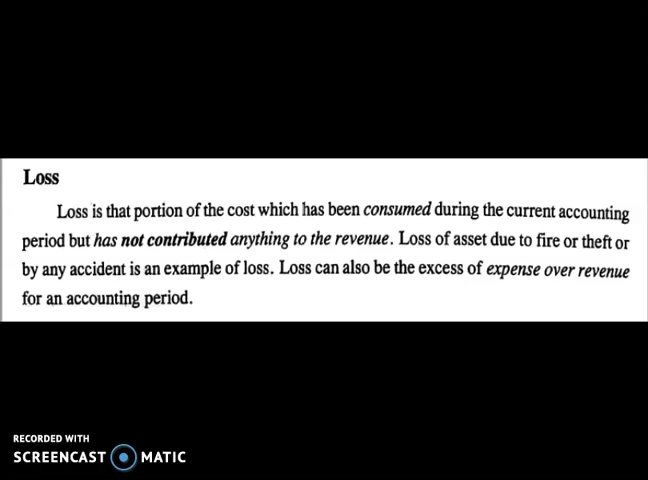 Loss
Loss is that portion of the cost which has been consumed during the current accounting
period but has not contributed anything to the revenue. Loss of asset due to fire or theft or
by any accident is an example of loss. Loss can also be the excess of expense over revenue
for an accounting period.
RECORDED WITH
SCREENCAST MATIC